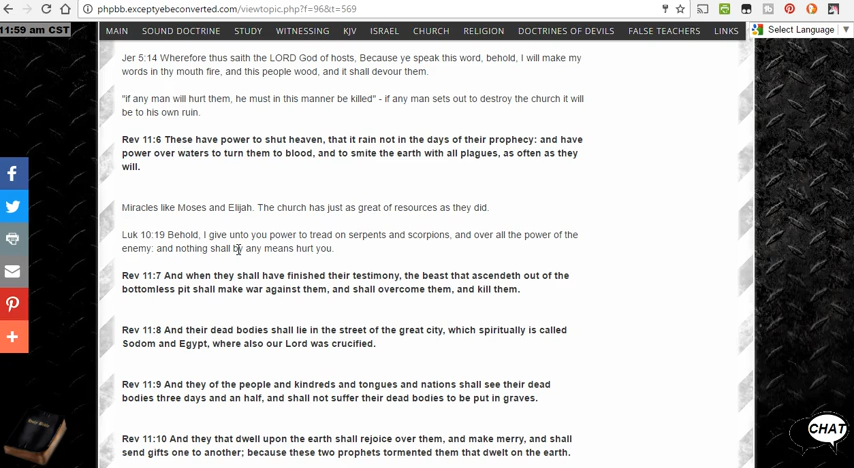 phpbb.exceptyebeconverted.com/viewtopic.php?f=96&t=569
11:59 am CST
MAIN SOUND DOCTRINE STUDY WITNESSING KJV ISRAEL CHURCH RELIGION DOCTRINES OF DEVILS FALSE TEACHERS LINKS
Select Language
Jer 5:14 Wherefore thus saith the LORD God of hosts, Because ye speak this word, behold, I will make my
words in thy mouth fire, and this people wood, and it shall devour them.
"if any man will hurt them, he must in this manner be killed" - if any man sets out to destroy the church it will
be to his own ruin.
Rev 11:6 These have power to shut heaven, that it rain not in the days of their prophecy: and have
power over waters to turn them to blood, and to smite the earth with all plagues, as often as they
will.
Miracles like Moses and Elijah. The church has just as great of resources as they did.
Luk 10:19 Behold, I give unto you power to tread on serpents and scorpions, and over all the power of the
enemy: and nothing shall by any means hurt you.
Rev 11:7 And when they shall have finished their testimony, the beast that ascendeth out of the
bottomless pit shall make war against them, and shall overcome them, and kill them.
Rev 11:8 And their dead bodies shall lie in the street of the great city, which spiritually is called
Sodom and Egypt, where also our Lord was crucified.
Rev 11:9 And they of the people and kindreds and tongues and nations shall see their dead
bodies three days and an half, and shall not suffer their dead bodies to be put in graves.
Rev 11:10 And they that dwell upon the earth shall rejoice over them, and make merry, and shall
send gifts one to another; because these two prophets tormented them that dwelt on the earth.
CHAT